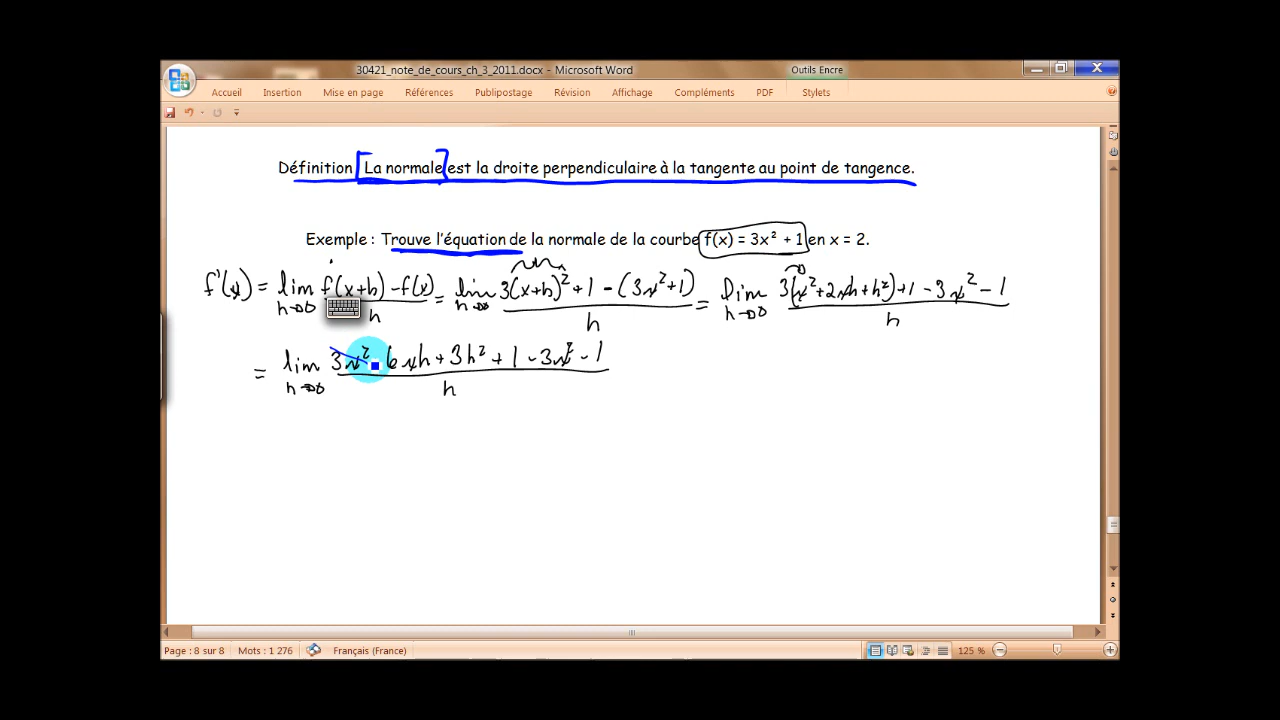 30421_note_de_cours_ch_3_2011.docx - Microsoft Word
Outils Encre
Accueil Insertion Mise en page Références Publipostage Révision Affichage Compléments PDF Stylets
Définition La normale est la droite perpendiculaire à la tangente au point de tangence.
Exemple : Trouve l'équation de la normale de la courbe f(x) = 3x² + 1 en x = 2.
f'(x) = lim h→0 f(x+h) - f(x) / h = lim h→0 3(x+h)² + 1 - (3x²+1) / h = lim h→0 3(x²+2xh+h²)+1 - 3x² - 1 / h
= lim h→0 3x² 6xh + 3h² + 1 - 3x² - 1 / h
Page : 8 sur 8 Mots : 1 276 Français (France) 125 %